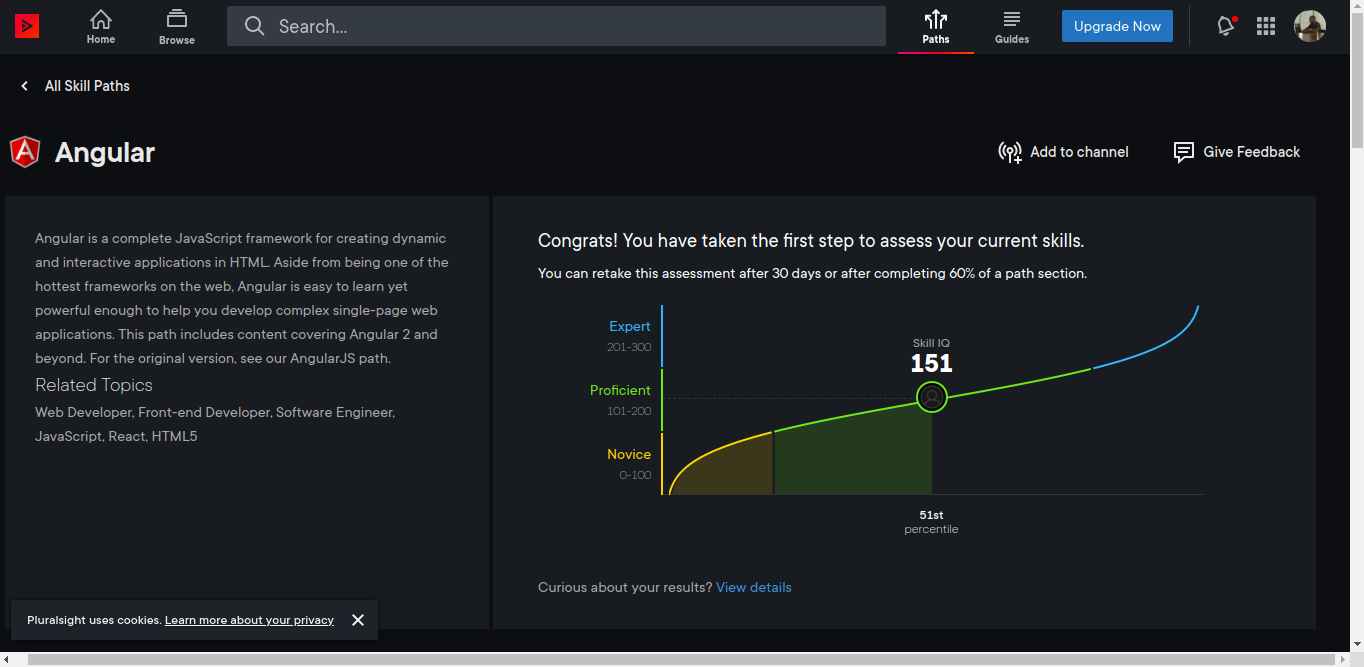 Home
Browse
Search...
Paths
Guides
Upgrade Now
All Skill Paths
Angular
Add to channel
Give Feedback
Angular is a complete JavaScript framework for creating dynamic
and interactive applications in HTML. Aside from being one of the
hottest frameworks on the web, Angular is easy to learn yet
powerful enough to help you develop complex single-page web
applications. This path includes content covering Angular 2 and
beyond. For the original version, see our AngularJS path.
Related Topics
Web Developer, Front-end Developer, Software Engineer,
JavaScript, React, HTML5
Congrats! You have taken the first step to assess your current skills.
You can retake this assessment after 30 days or after completing 60% of a path section.
Expert
201-300
Proficient
101-200
Novice
0-100
Skill IQ
151
51st
percentile
Curious about your results? View details
Pluralsight uses cookies. Learn more about your privacy